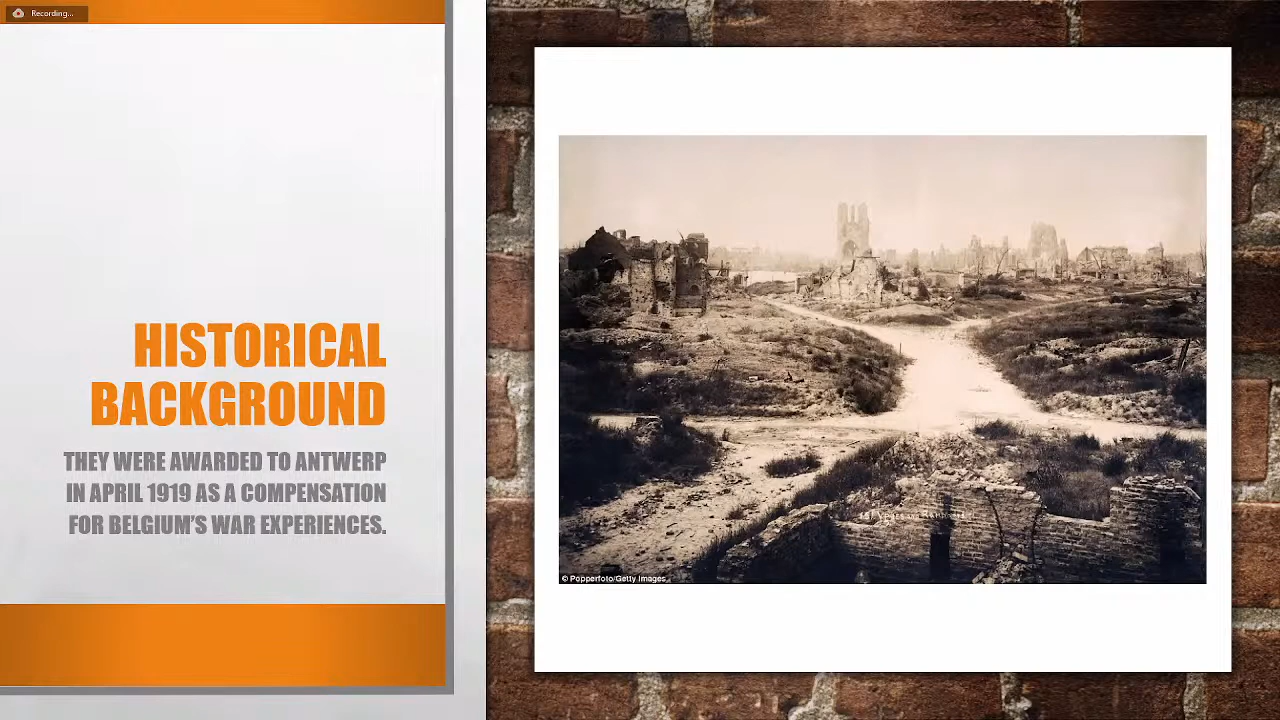 Recording...
HISTORICAL
BACKGROUND
THEY WERE AWARDED TO ANTWERP
IN APRIL 1919 AS A COMPENSATION
FOR BELGIUM'S WAR EXPERIENCES.
© Popperfoto/Getty Images